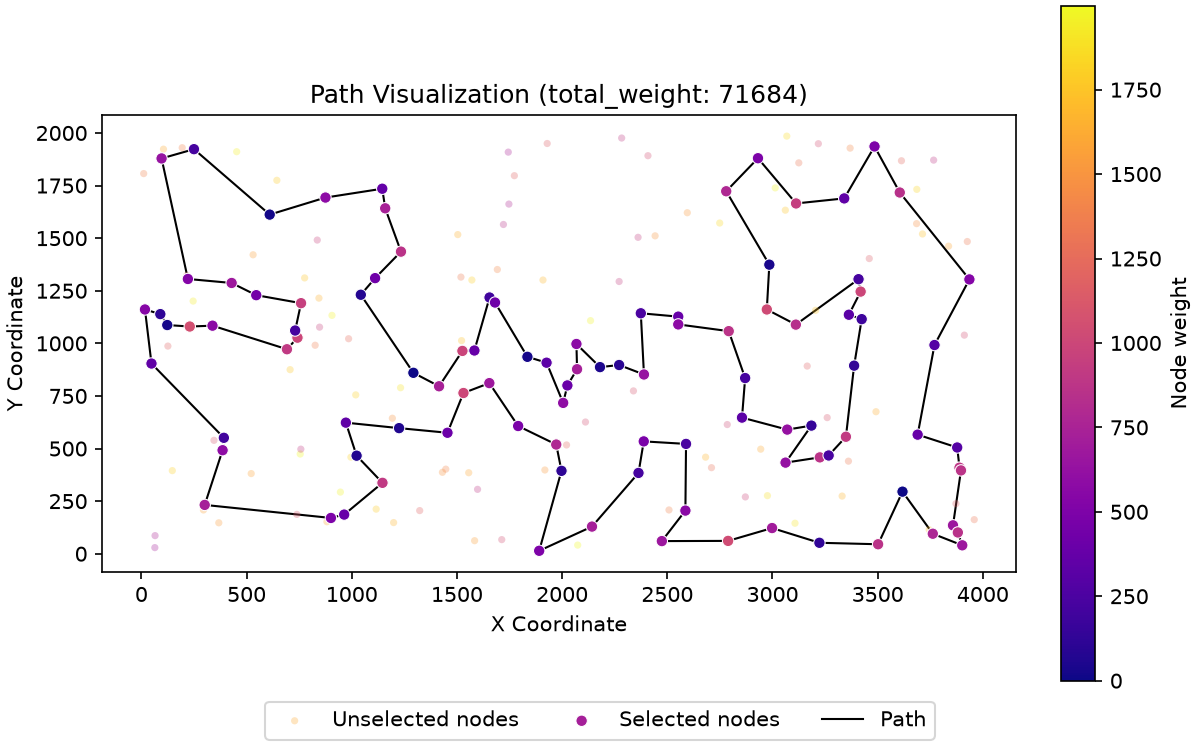 Path Visualization (total_weight: 71684)
Y Coordinate
2000
1750
1500
1250
1000
750
500
250
0
0 500 1000 1500 2000 2500 3000 3500 4000
X Coordinate
1750
1500
1250
1000
750
500
250
0
Node weight
Unselected nodes Selected nodes Path